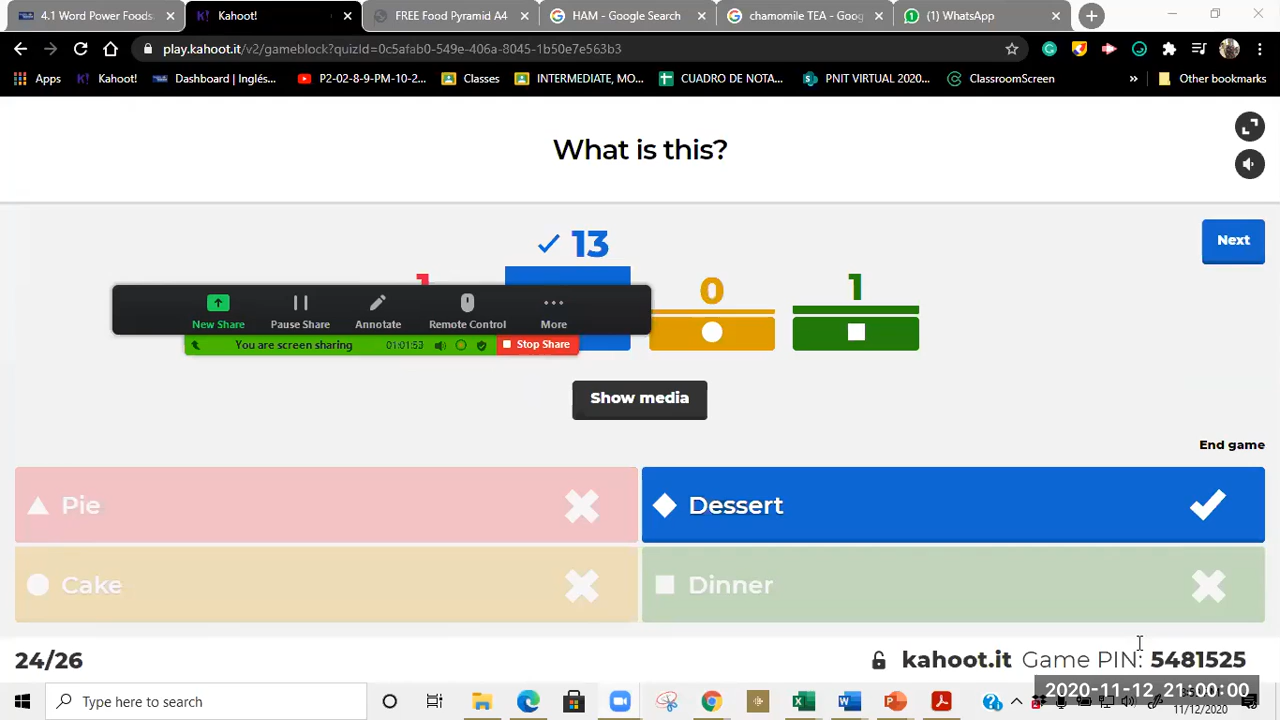 4.1 Word Power Foods
Kahoot!
FREE Food Pyramid A4
HAM - Google Search
chamomile TEA - Goog
(1) WhatsApp
play.kahoot.it/v2/gameblock?quizId=0c5afab0-549e-406a-8045-1b50e7e563b3
Apps
Kahoot!
Dashboard | Inglés...
P2-02-8-9-PM-10-2...
Classes
INTERMEDIATE, MO...
CUADRO DE NOTA...
PNIT VIRTUAL 2020...
ClassroomScreen
»
Other bookmarks
What is this?
Next
1
13
0
1
New Share
Pause Share
Annotate
Remote Control
More
You are screen sharing
01:01:53
Stop Share
Show media
End game
Pie
Dessert
Cake
Dinner
24/26
kahoot.it Game PIN: 5481525
Type here to search
2020-11-12 21:00:00
11/12/2020